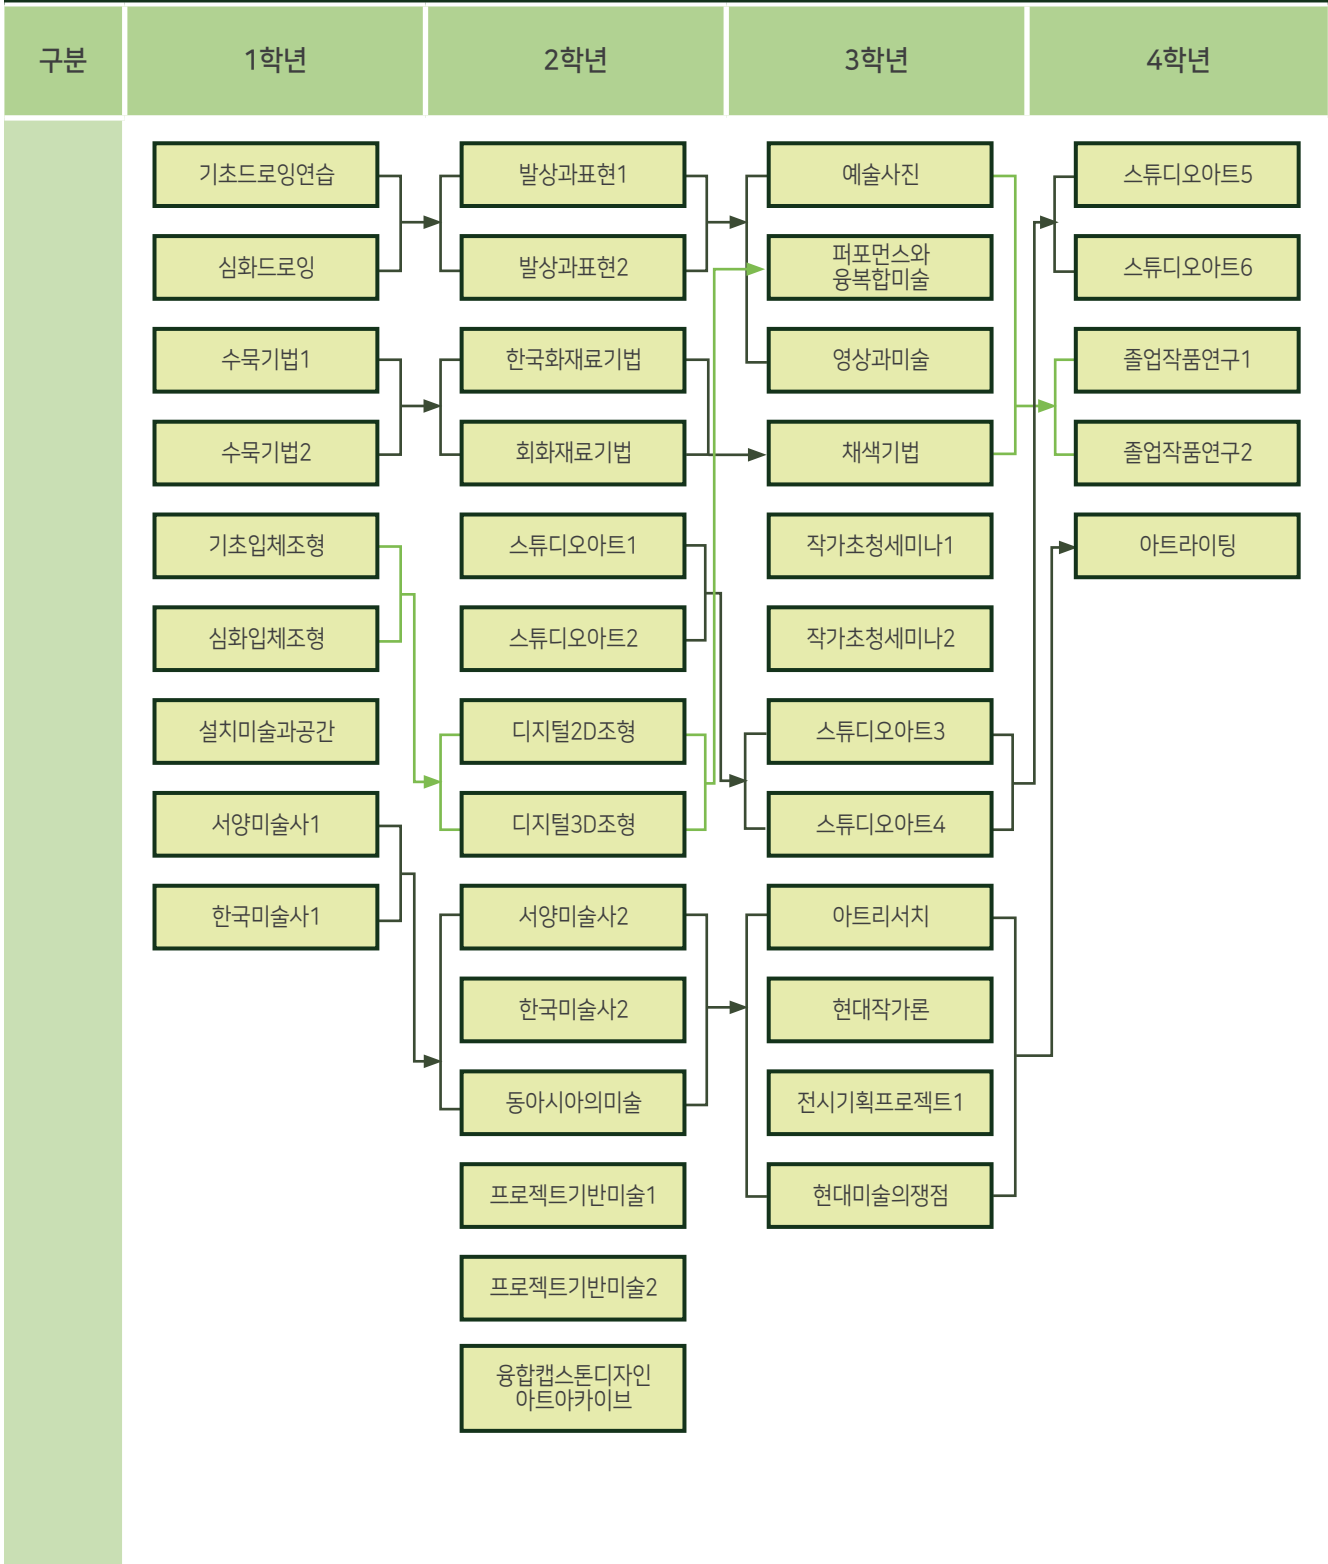 구분
1학년
2학년
3학년
4학년
기초드로잉연습
심화드로잉
수묵기법1
수묵기법2
기초입체조형
심화입체조형
설치미술과공간
서양미술사1
한국미술사1
발상과표현1
발상과표현2
한국화재료기법
회화재료기법
스튜디오아트1
스튜디오아트2
디지털2D조형
디지털3D조형
서양미술사2
한국미술사2
동아시아의미술
프로젝트기반미술1
프로젝트기반미술2
융합캡스톤디자인
아트아카이브
예술사진
퍼포먼스와
융복합미술
영상과미술
채색기법
작가초청세미나1
작가초청세미나2
스튜디오아트3
스튜디오아트4
아트리서치
현대작가론
전시기획프로젝트1
현대미술의쟁점
스튜디오아트5
스튜디오아트6
졸업작품연구1
졸업작품연구2
아트라이팅